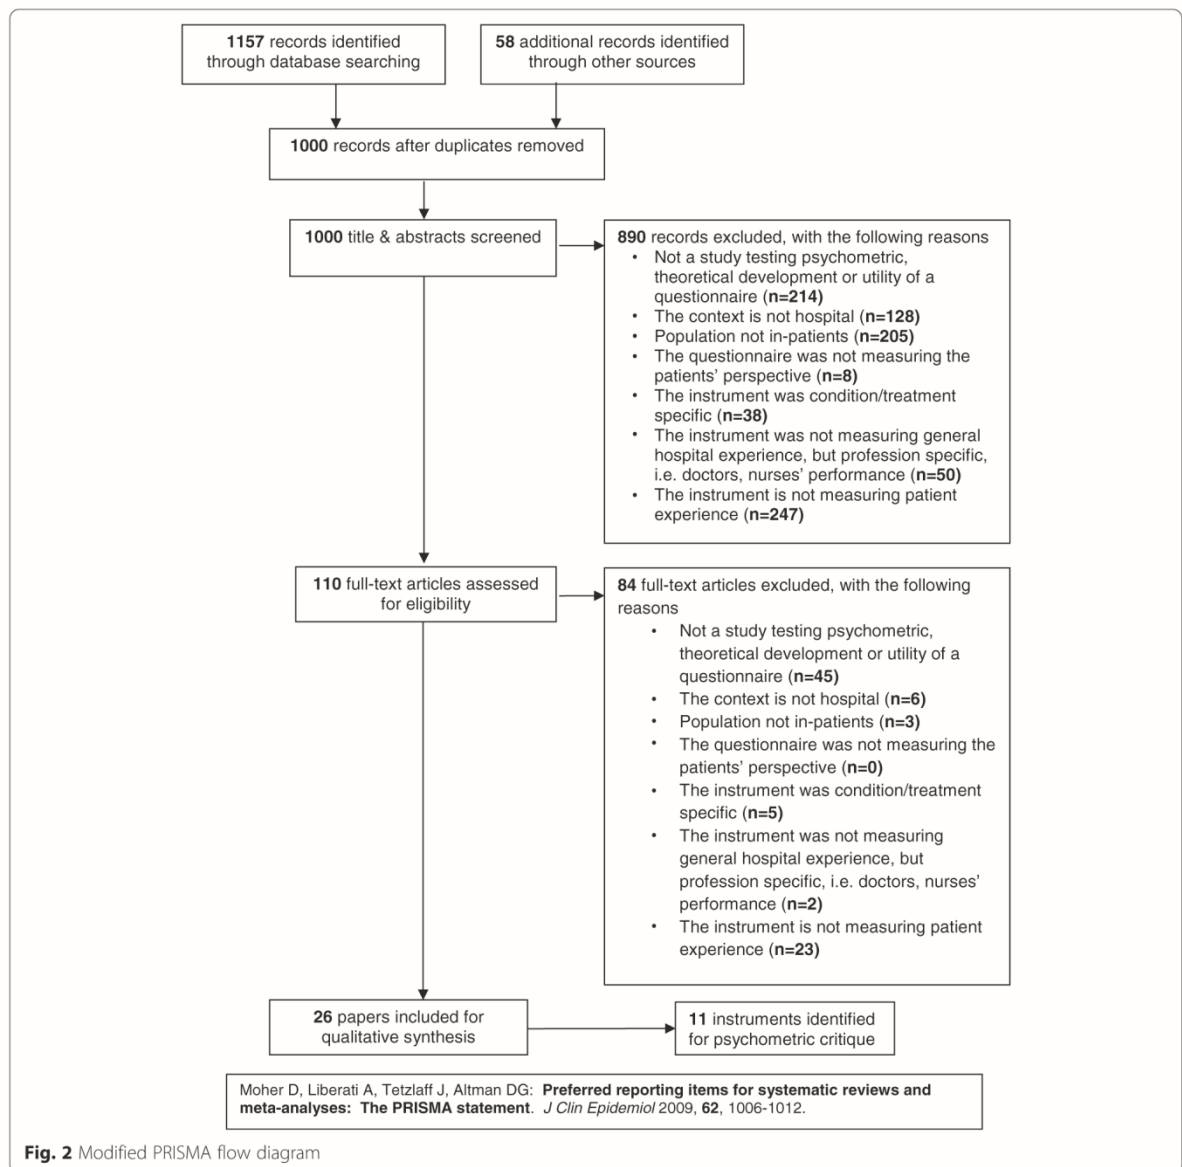 1157 records identified
through database searching
58 additional records identified
through other sources
1000 records after duplicates removed
1000 title & abstracts screened
890 records excluded, with the following reasons
• Not a study testing psychometric,
theoretical development or utility of a
questionnaire (n=214)
• The context is not hospital (n=128)
• Population not in-patients (n=205)
• The questionnaire was not measuring the
patients’ perspective (n=8)
• The instrument was condition/treatment
specific (n=38)
• The instrument was not measuring general
hospital experience, but profession specific,
i.e. doctors, nurses’ performance (n=50)
• The instrument is not measuring patient
experience (n=247)
110 full-text articles assessed
for eligibility
84 full-text articles excluded, with the following
reasons
• Not a study testing psychometric,
theoretical development or utility of a
questionnaire (n=45)
• The context is not hospital (n=6)
• Population not in-patients (n=3)
• The questionnaire was not measuring the
patients’ perspective (n=0)
• The instrument was condition/treatment
specific (n=5)
• The instrument was not measuring
general hospital experience, but
profession specific, i.e. doctors, nurses’
performance (n=2)
• The instrument is not measuring patient
experience (n=23)
26 papers included for
qualitative synthesis
11 instruments identified
for psychometric critique
Moher D, Liberati A, Tetzlaff J, Altman DG: Preferred reporting items for systematic reviews and
meta-analyses: The PRISMA statement. J Clin Epidemiol 2009, 62, 1006-1012.
Fig. 2 Modified PRISMA flow diagram